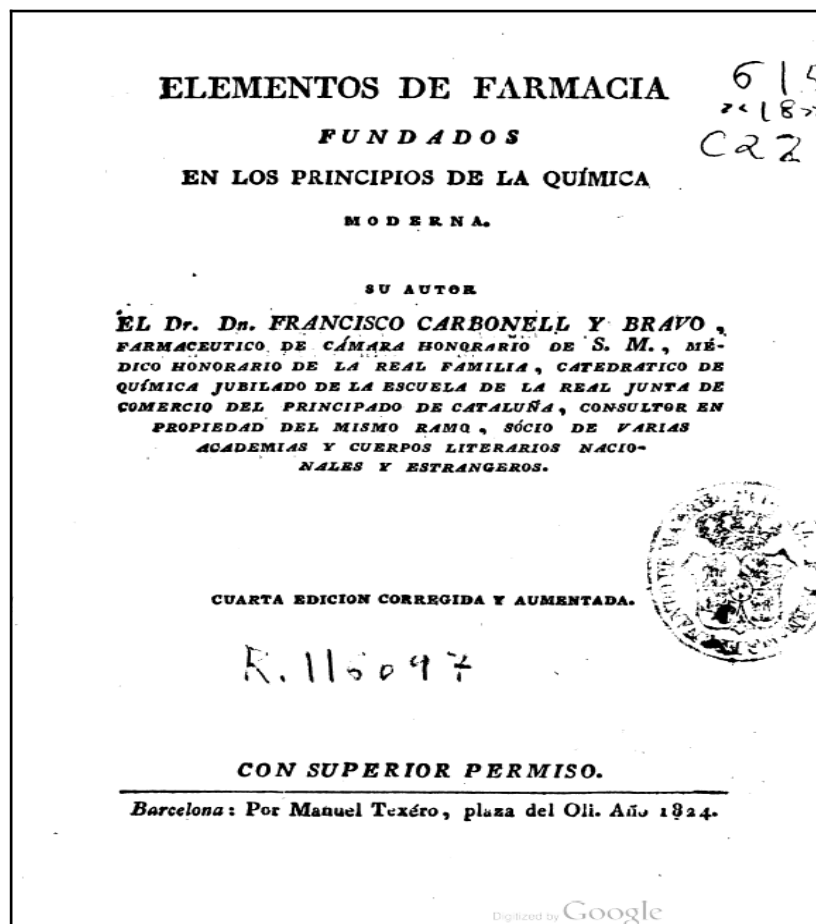 ELEMENTOS DE FARMACIA
FUNDADOS
EN LOS PRINCIPIOS DE LA QUÍMICA
MODERNA.
SU AUTOR
EL Dr. Dn. FRANCISCO CARBONELL Y BRAVO,
FARMACEUTICO DE CÁMARA HONORARIO DE S. M., MÉ-
DICO HONORARIO DE LA REAL FAMILIA, CATEDRATICO DE
QUÍMICA JUBILADO DE LA ESCUELA DE LA REAL JUNTA DE
COMERCIO DEL PRINCIPADO DE CATALUÑA, CONSULTOR EN
PROPIEDAD DEL MISMO RAMO, SÓCIO DE VARIAS
ACADEMIAS Y CUERPOS LITERARIOS NACIO-
NALES Y ESTRANGEROS.
CUARTA EDICION CORREGIDA Y AUMENTADA.
R. 115097
CON SUPERIOR PERMISO.
Barcelona: Por Manuel Texéro, plaza del Oli. Año 1824.
Digitized by Google